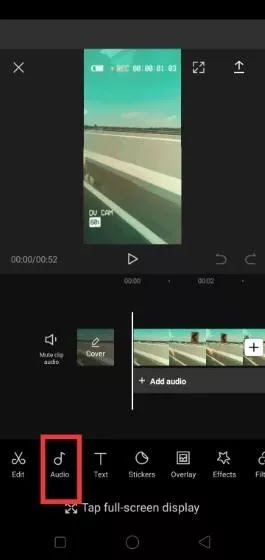 REC 00:00:01:03
DV CAM
00:00/00:52
00:00
00:02
Mute clip
audio
Cover
+ Add audio
Edit
Audio
Text
Stickers
Overlay
Effects
Filt
Tap full-screen display